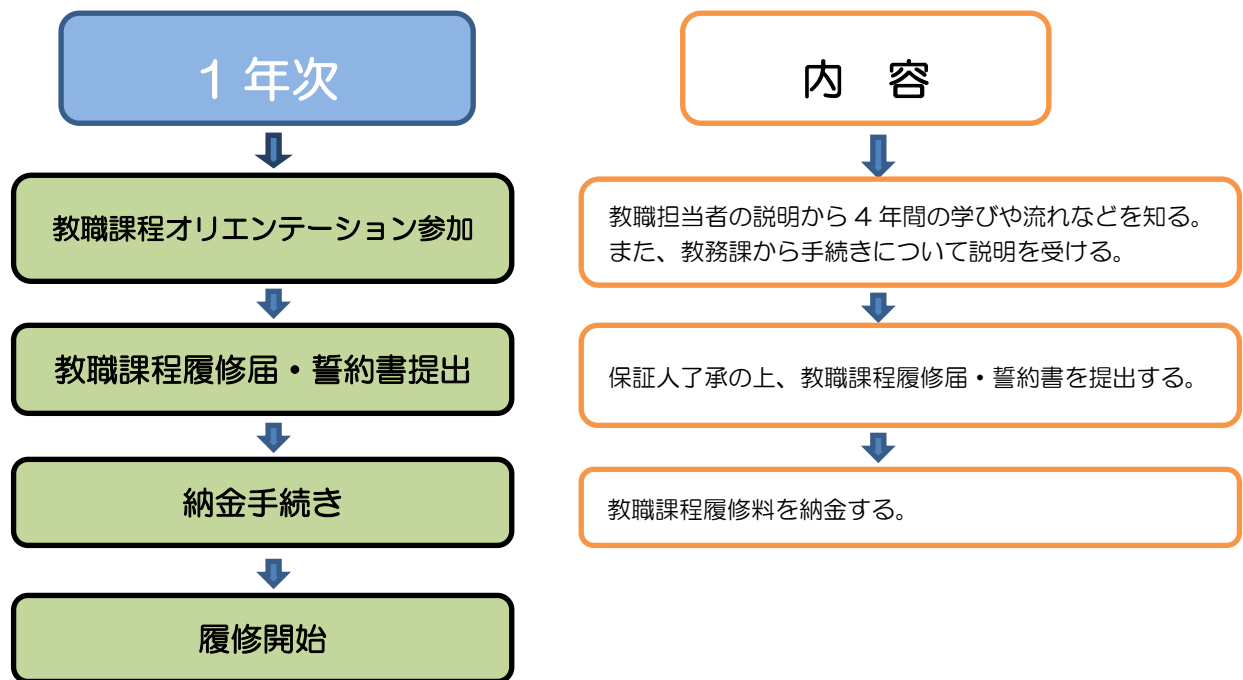 1 年次
内　容
教職課程オリエンテーション参加
教職担当者の説明から 4 年間の学びや流れなどを知る。
また、教務課から手続きについて説明を受ける。
教職課程履修届・誓約書提出
保証人了承の上、教職課程履修届・誓約書を提出する。
納金手続き
教職課程履修料を納金する。
履修開始